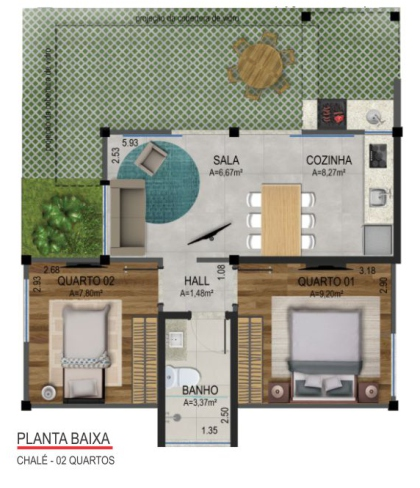 projeção da cobertura de vidro
projeção da cobertura de vidro
5.93
2.53
SALA
A=6,67m²
COZINHA
A=8,27m²
2.68
2.93
QUARTO 02
A=7,80m²
HALL
A=1,48m²
1.08
3.18
QUARTO 01
A=9,20m²
2.90
BANHO
A=3,37m²
2.50
1.35
PLANTA BAIXA
CHALÉ - 02 QUARTOS